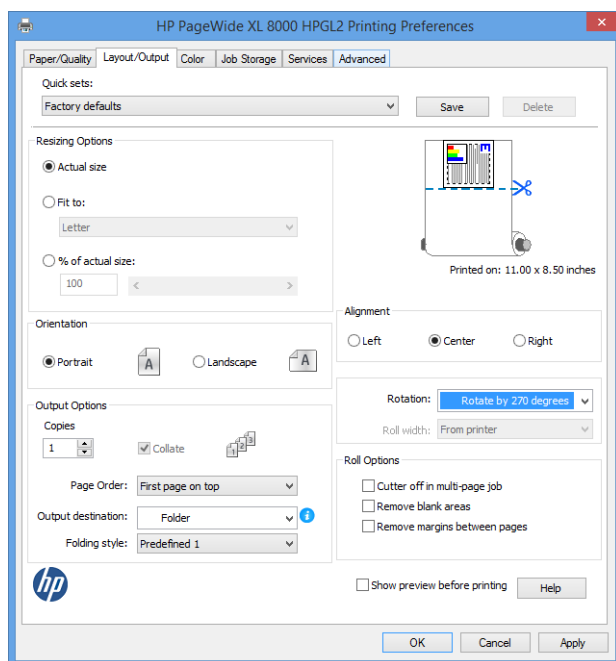 HP PageWide XL 8000 HPGL2 Printing Preferences
Paper/Quality Layout/Output Color Job Storage Services Advanced
Quick sets:
Factory defaults Save Delete
Resizing Options
Actual size
Fit to:
Letter
% of actual size:
100
E
Printed on: 11.00 x 8.50 inches
Orientation
Portrait A Landscape A
Alignment
Left Center Right
Rotation: Rotate by 270 degrees
Roll width: From printer
Output Options
Copies
1 Collate 1 2 3
Page Order: First page on top
Output destination: Folder i
Folding style: Predefined 1
Roll Options
Cutter off in multi-page job
Remove blank areas
Remove margins between pages
hp
Show preview before printing Help
OK Cancel Apply